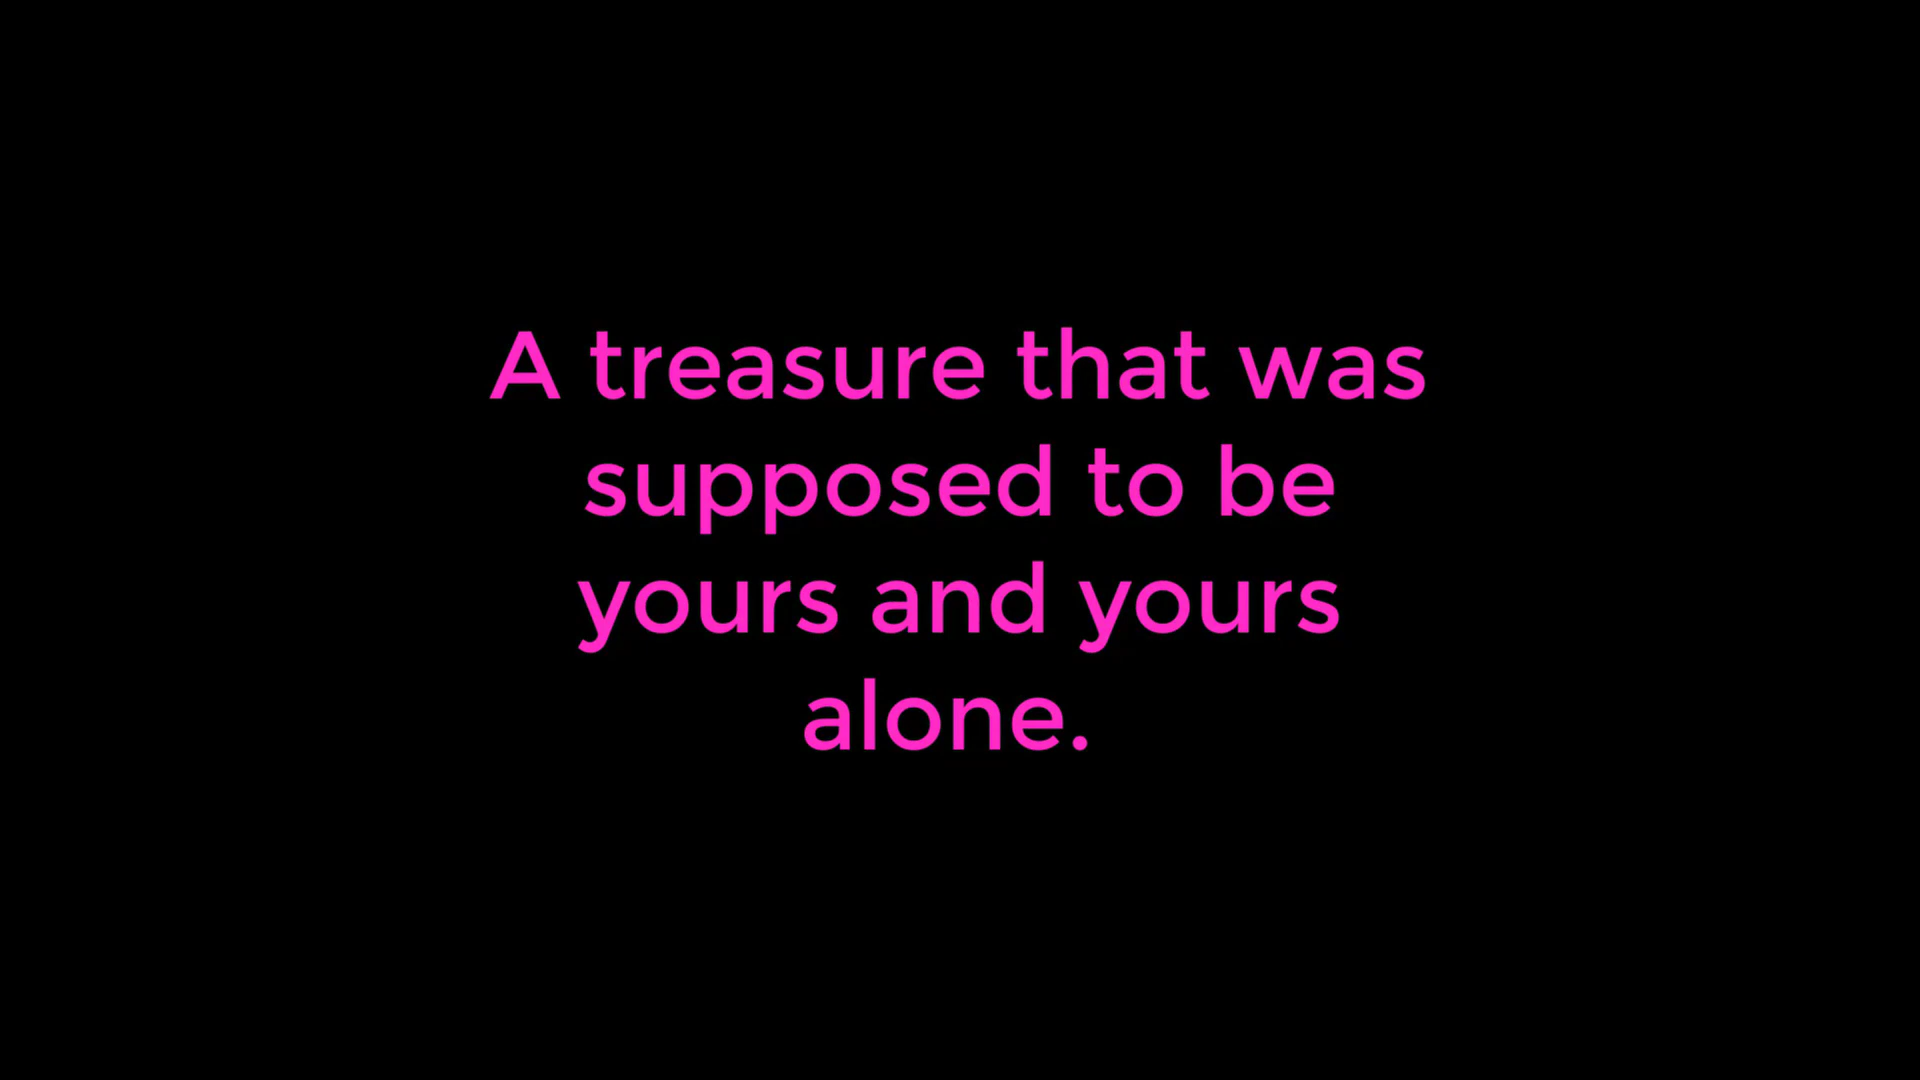 A treasure that was
supposed to be
yours and yours
alone.